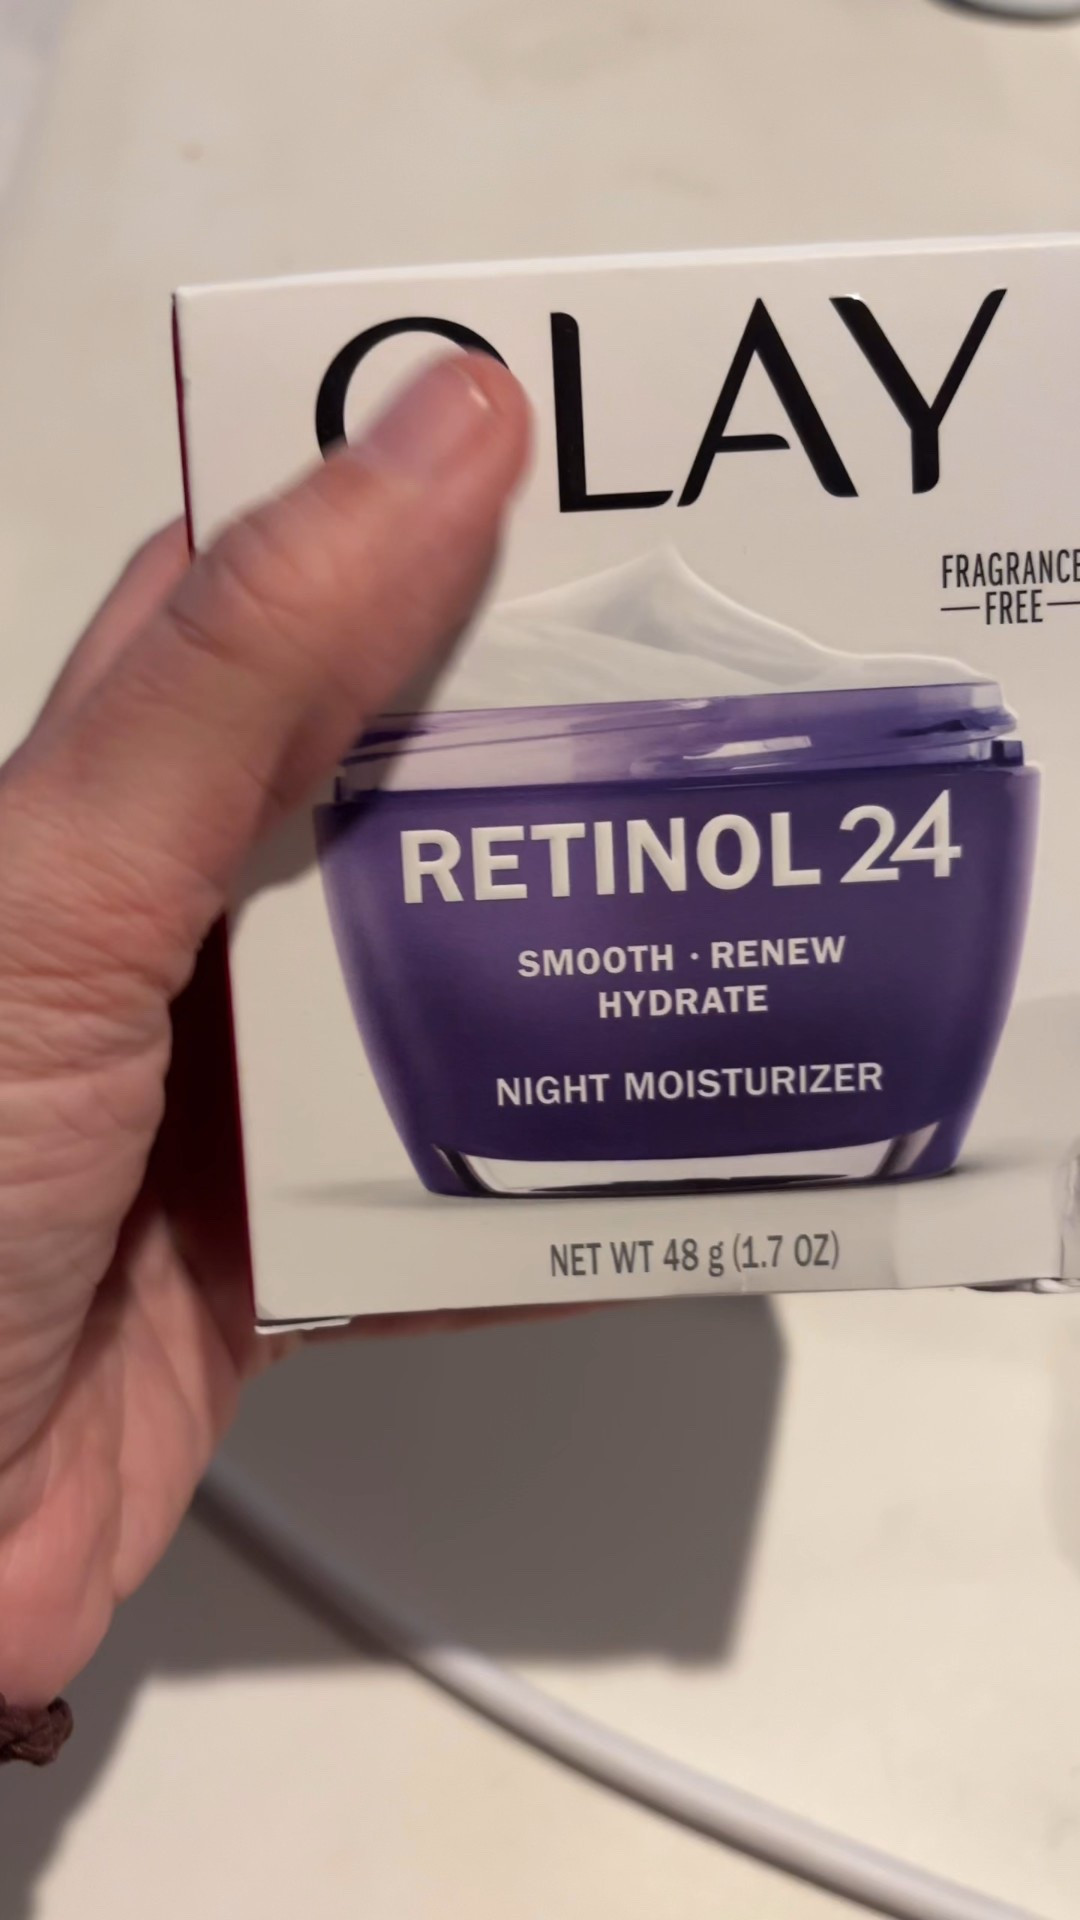 OLAY
FRAGRANCE
FREE
RETINOL 24
SMOOTH · RENEW
HYDRATE
NIGHT MOISTURIZER
NET WT 48 g (1.7 OZ)